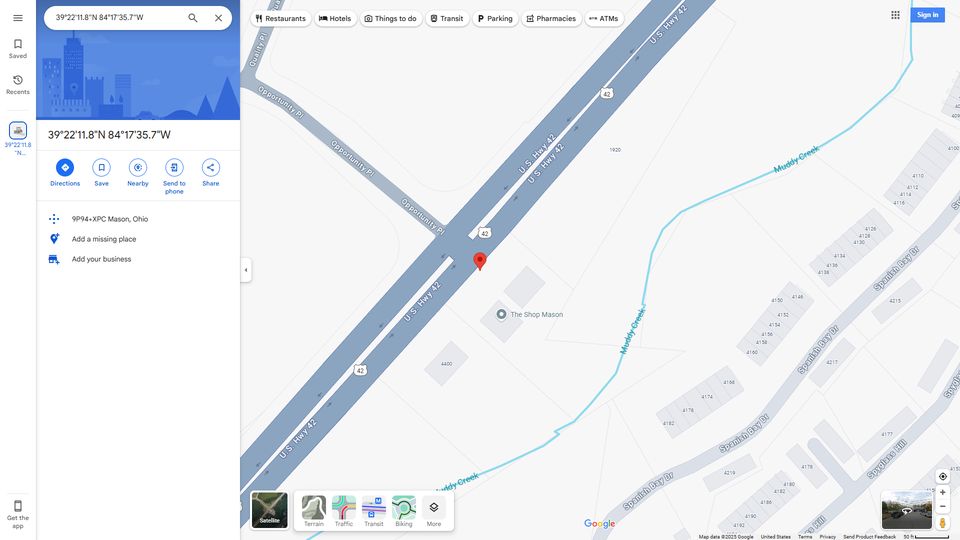 39°22'11.8"N 84°17'35.7"W
Restaurants
Hotels
Things to do
Transit
Parking
Pharmacies
ATMs
Sign in
Saved
Recents
39°22'11.8
"N...
39°22'11.8"N 84°17'35.7"W
Directions
Save
Nearby
Send to
phone
Share
9P94+XPC Mason, Ohio
Add a missing place
Add your business
Get the
app
Quality Pl
Opportunity Pl
Opportunity Pl
Opportunity Pl
U.S. Hwy 42
42
U.S. Hwy 42
U.S. Hwy 42
1920
Muddy Creek
4100
4110
4112
4114
4116
42
4126
4128
4130
4134
4136
4138
Spanish Bay Dr
U.S. Hwy 42
The Shop Mason
Muddy Creek
4148
4150
4152
4154
4156
4158
4160
4215
Spanish Bay Dr
4217
4400
42
4168
4174
4178
4182
U.S. Hwy 42
Spanish Bay Dr
4177
Spyglass Hill
Muddy Creek
Spanish Bay Dr
4219
4180
4184
4186
4178
Satellite
Terrain
Traffic
Transit
Biking
More
Google
Map data ©2025 Google
United States
Terms
Privacy
Send Product Feedback
50 ft